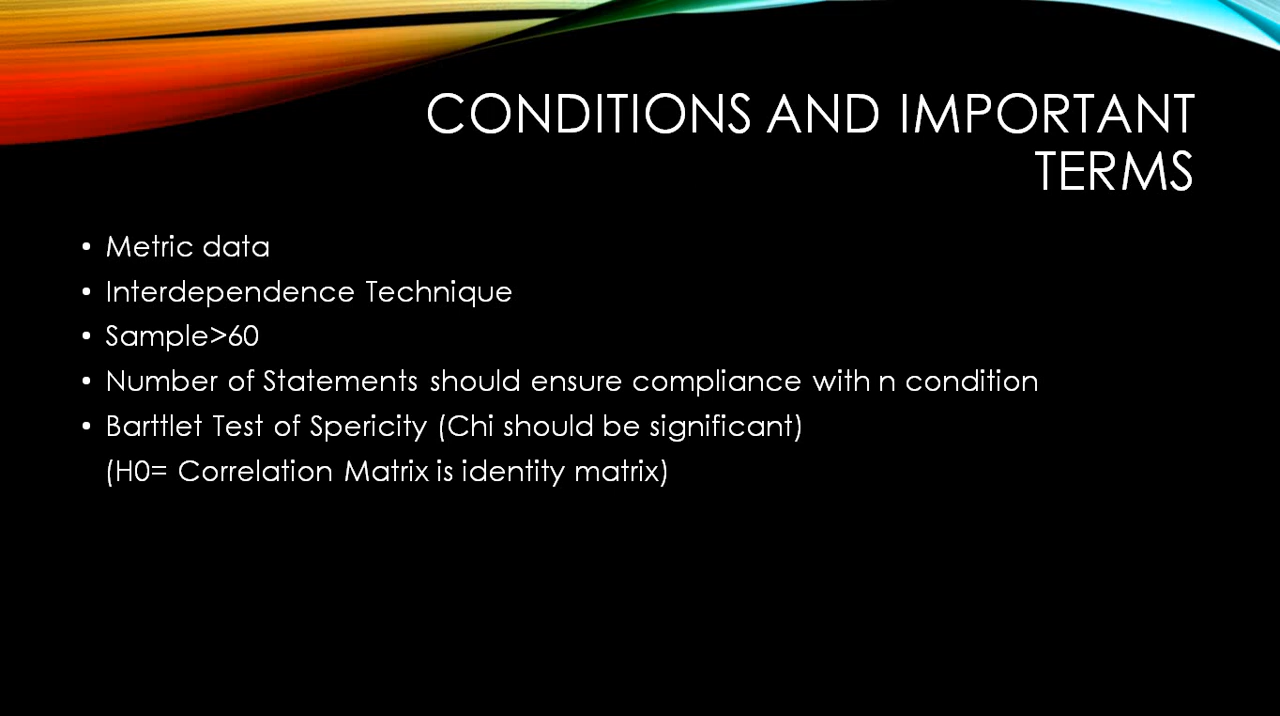 CONDITIONS AND IMPORTANT
TERMS
• Metric data
• Interdependence Technique
• Sample>60
• Number of Statements should ensure compliance with n condition
• Barttlet Test of Spericity (Chi should be significant)
(H0= Correlation Matrix is identity matrix)